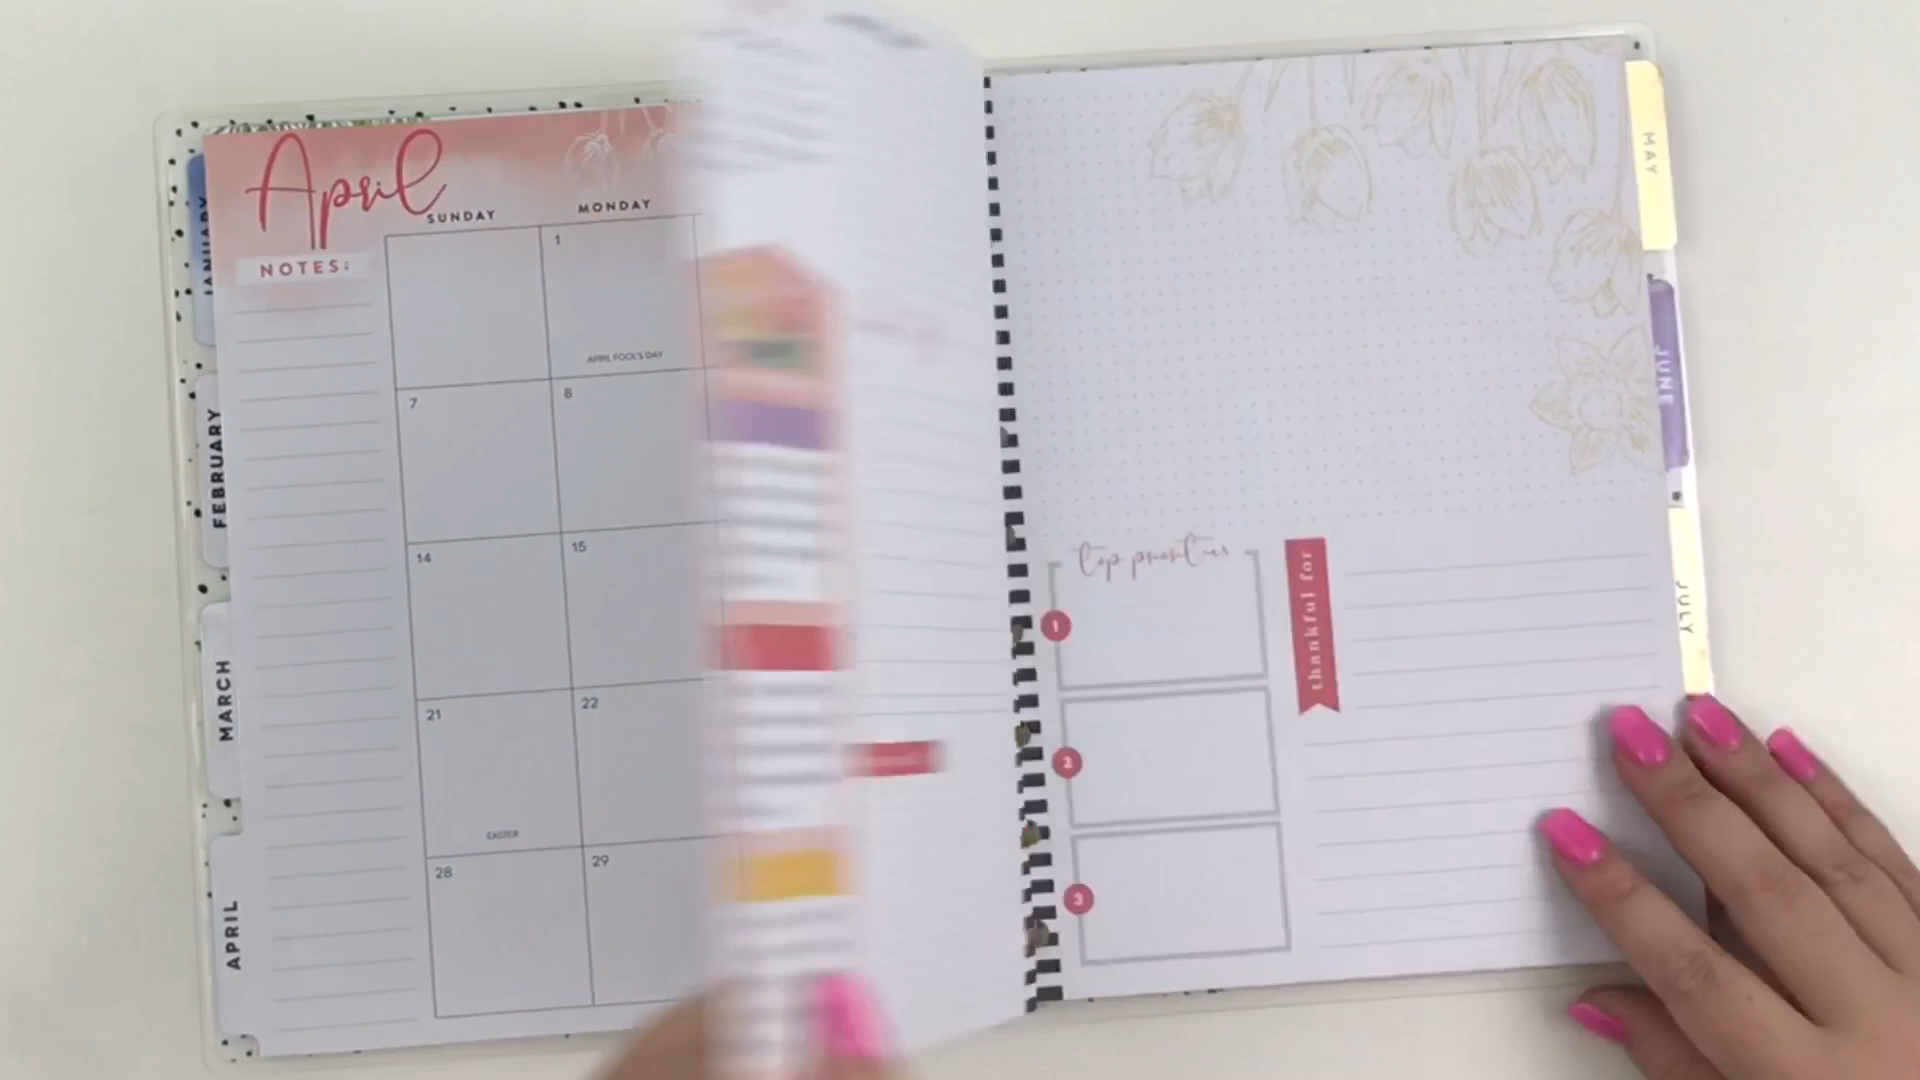 April
SUNDAY
MONDAY
NOTES:
1
APRIL FOOL'S DAY
7
8
14
15
21
22
EASTER
28
29
JANUARY
FEBRUARY
MARCH
APRIL
top priorities
1
2
3
thankful for
MAY
JUNE
JULY